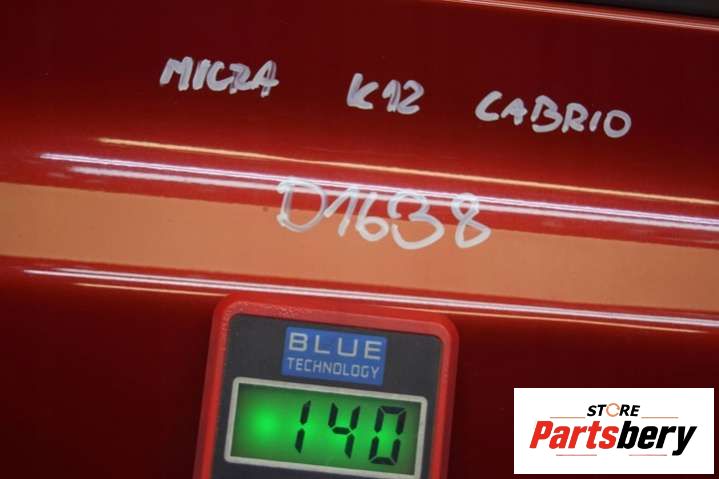 MICRA K12 CABRIO
D1638
BLUE
TECHNOLOGY
140
STORE
Partsbery